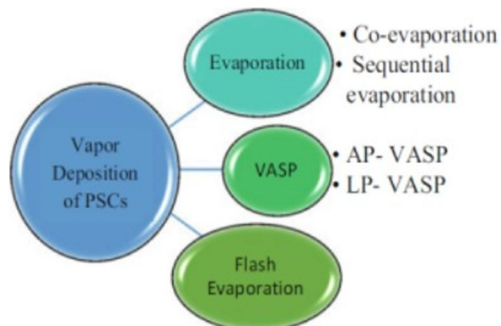 Vapor
Deposition
of PSCs
Evaporation
• Co-evaporation
• Sequential
evaporation
VASP
• AP- VASP
• LP- VASP
Flash
Evaporation